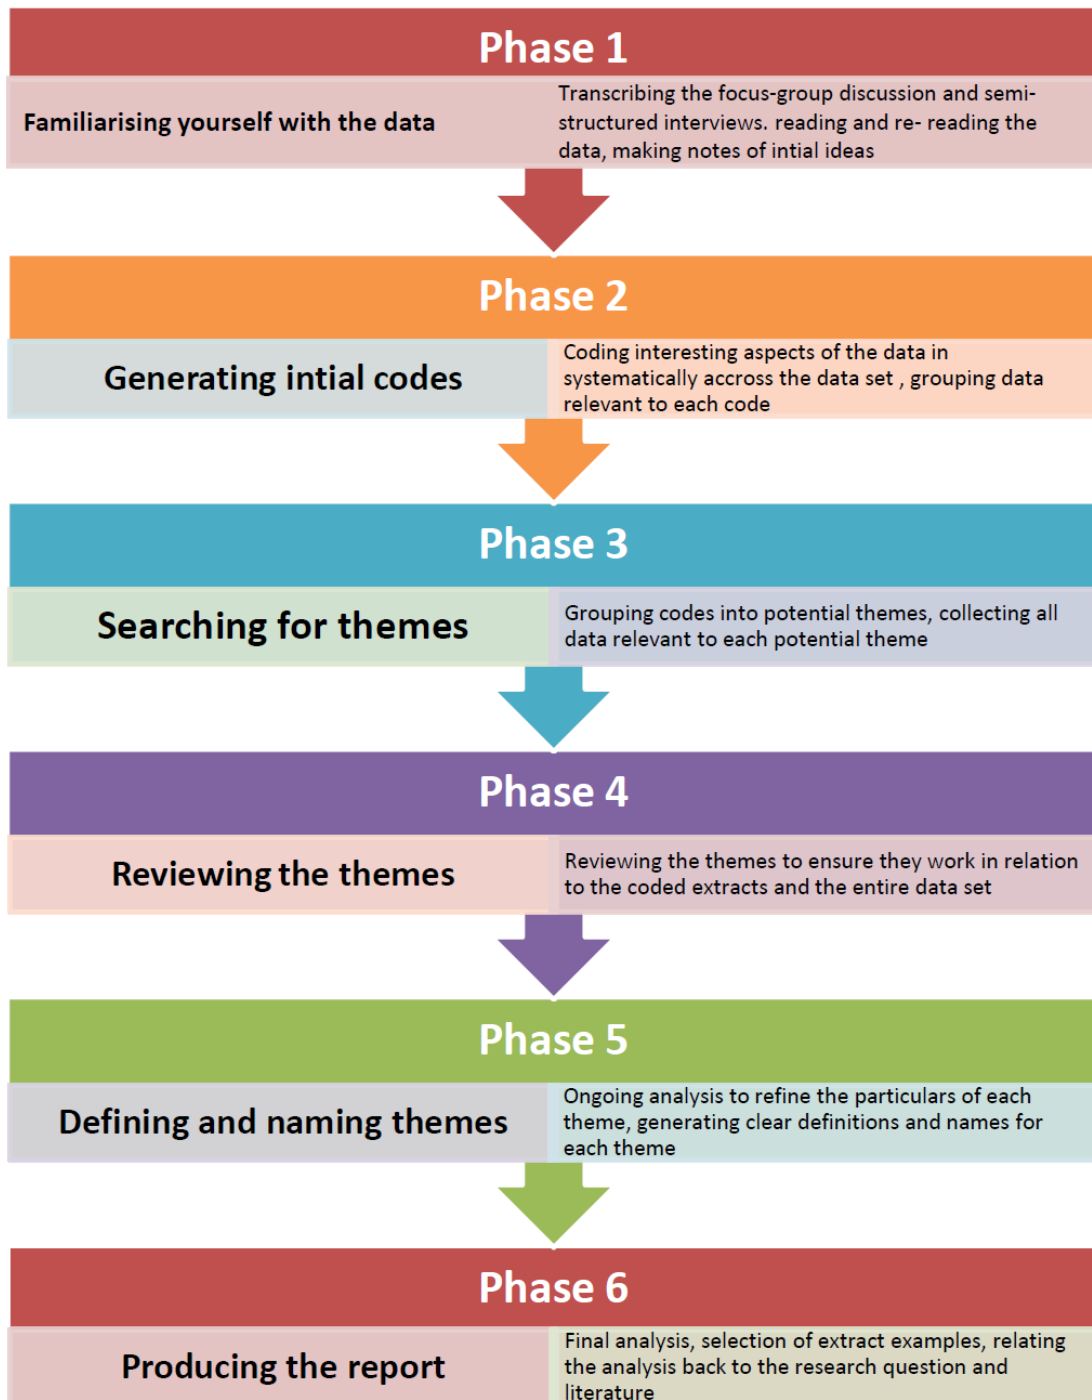 Phase 1
Familiarising yourself with the data
Transcribing the focus-group discussion and semi-
structured interviews. reading and re- reading the
data, making notes of intial ideas
Phase 2
Generating intial codes
Coding interesting aspects of the data in
systematically accross the data set , grouping data
relevant to each code
Phase 3
Searching for themes
Grouping codes into potential themes, collecting all
data relevant to each potential theme
Phase 4
Reviewing the themes
Reviewing the themes to ensure they work in relation
to the coded extracts and the entire data set
Phase 5
Defining and naming themes
Ongoing analysis to refine the particulars of each
theme, generating clear definitions and names for
each theme
Phase 6
Producing the report
Final analysis, selection of extract examples, relating
the analysis back to the research question and
literature